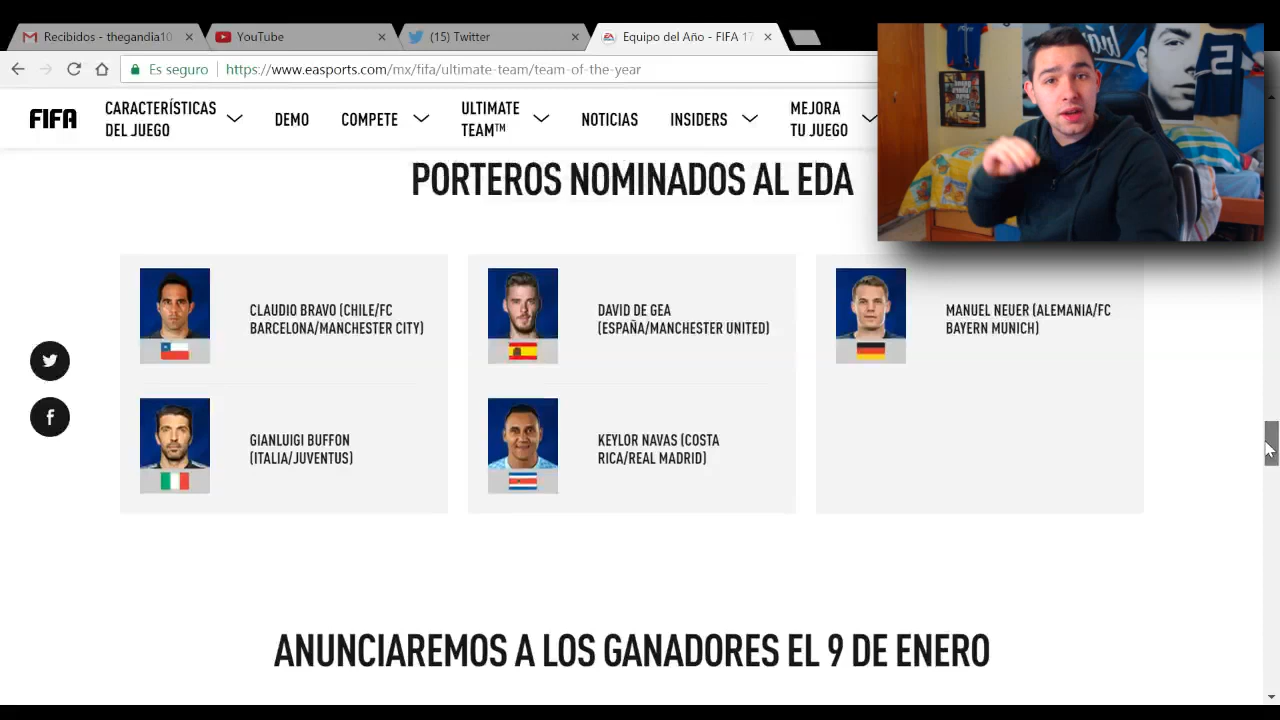 Recibidos - thegandia10
YouTube
(15) Twitter
Equipo del Año - FIFA 17
Es seguro
https://www.easports.com/mx/fifa/ultimate-team/team-of-the-year
FIFA
CARACTERÍSTICAS
DEL JUEGO
DEMO
COMPETE
ULTIMATE
TEAM™
NOTICIAS
INSIDERS
MEJORA
TU JUEGO
2
PORTEROS NOMINADOS AL EDA
CLAUDIO BRAVO (CHILE/FC
BARCELONA/MANCHESTER CITY)
DAVID DE GEA
(ESPAÑA/MANCHESTER UNITED)
MANUEL NEUER (ALEMANIA/FC
BAYERN MUNICH)
GIANLUIGI BUFFON
(ITALIA/JUVENTUS)
KEYLOR NAVAS (COSTA
RICA/REAL MADRID)
ANUNCIAREMOS A LOS GANADORES EL 9 DE ENERO